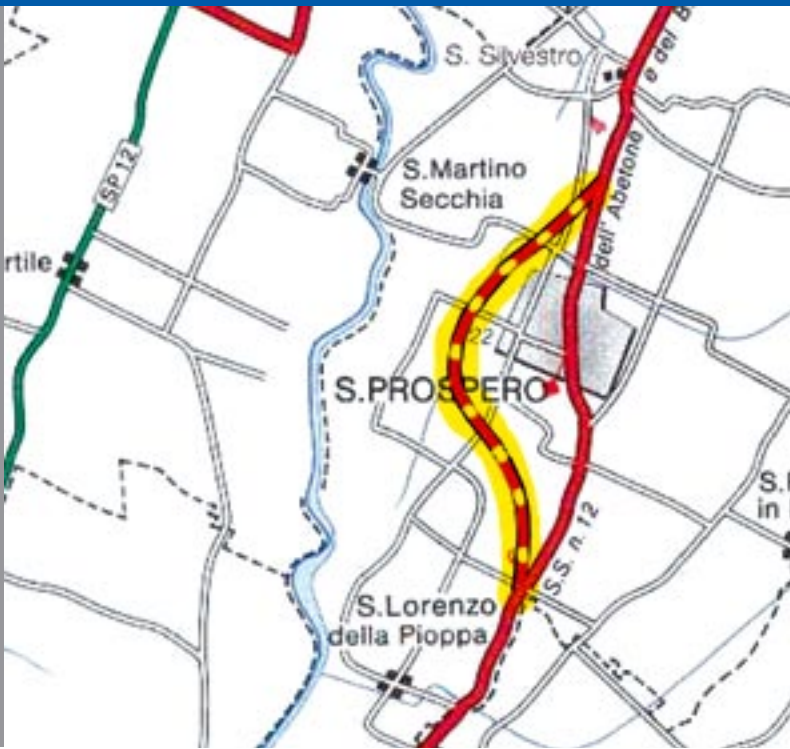 S. Silvestro
e del B
SP 12
S.Martino
Secchia
dell' Abetone
rtile
22
S.PROSPERO
S.
in
S.S. n. 12
S.Lorenzo
della Pioppa